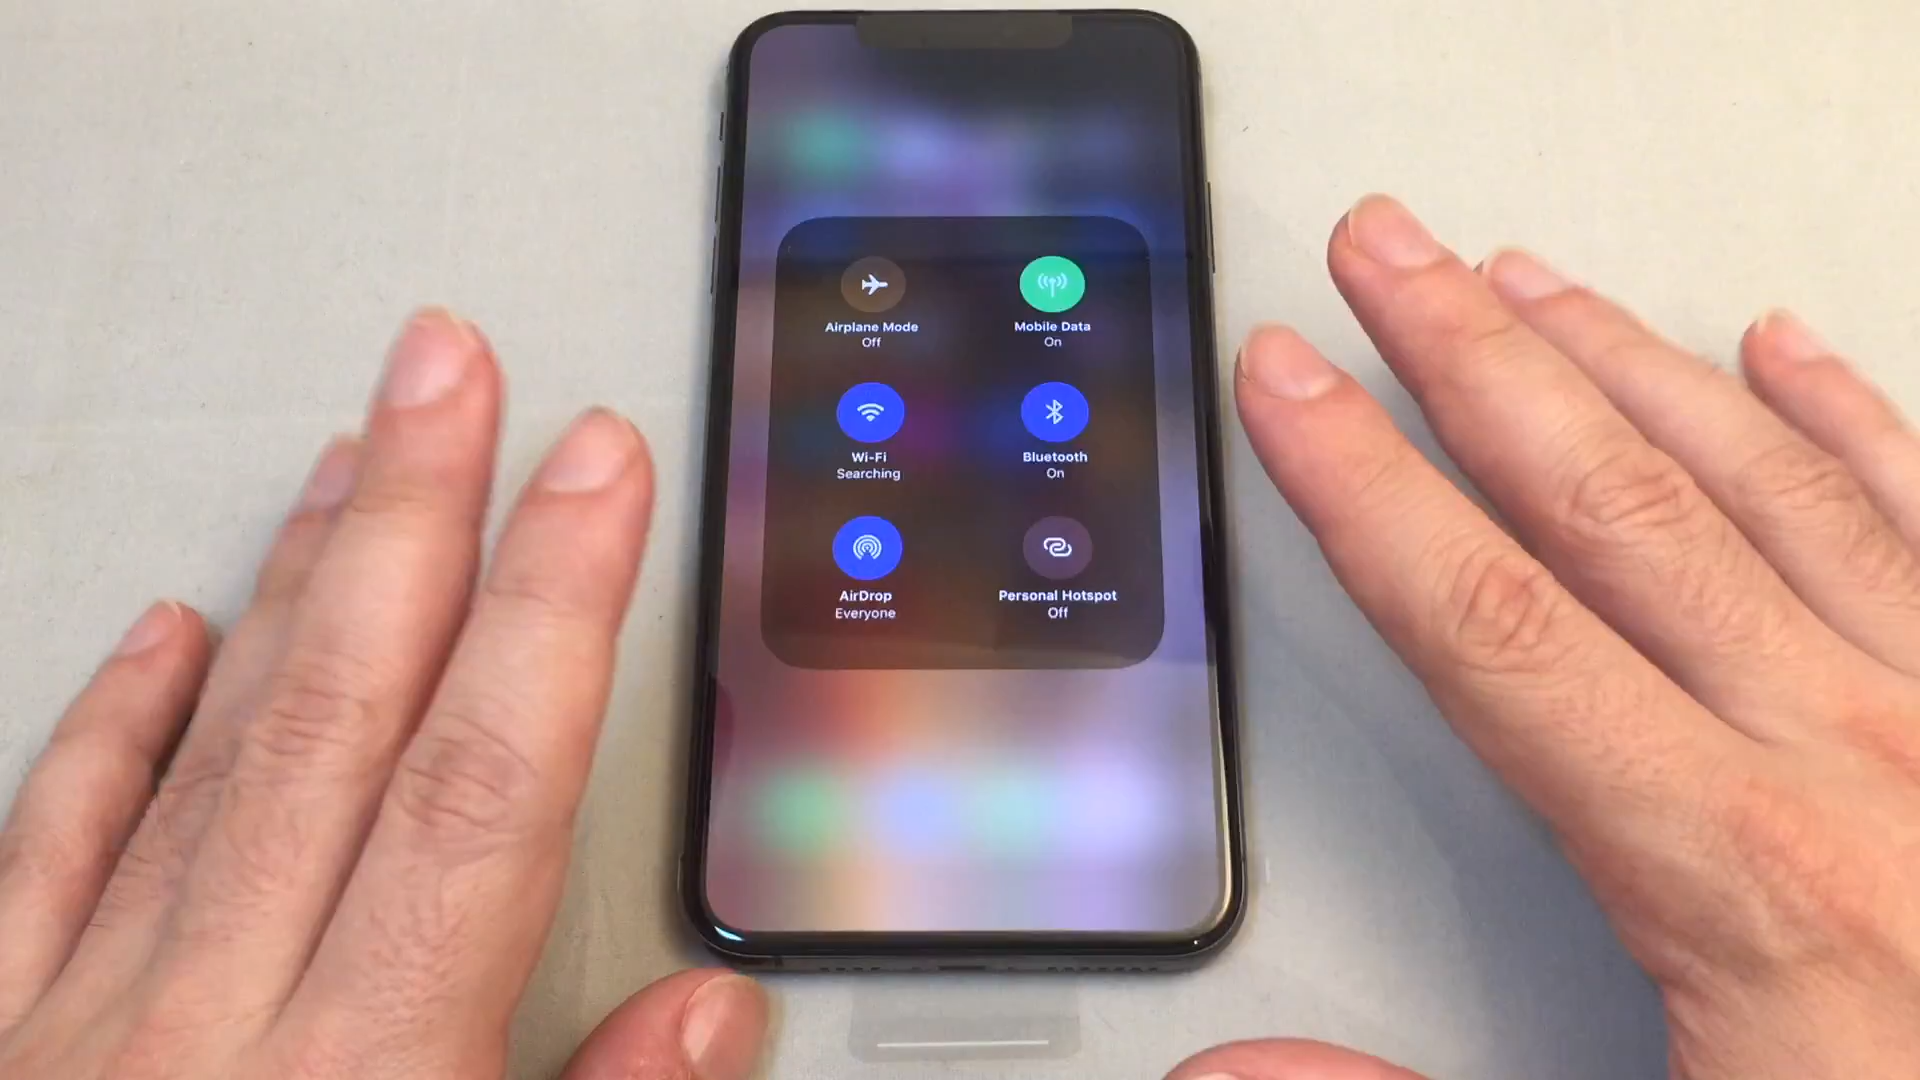 Airplane Mode
Off
Mobile Data
On
Wi-Fi
Searching
Bluetooth
On
AirDrop
Everyone
Personal Hotspot
Off